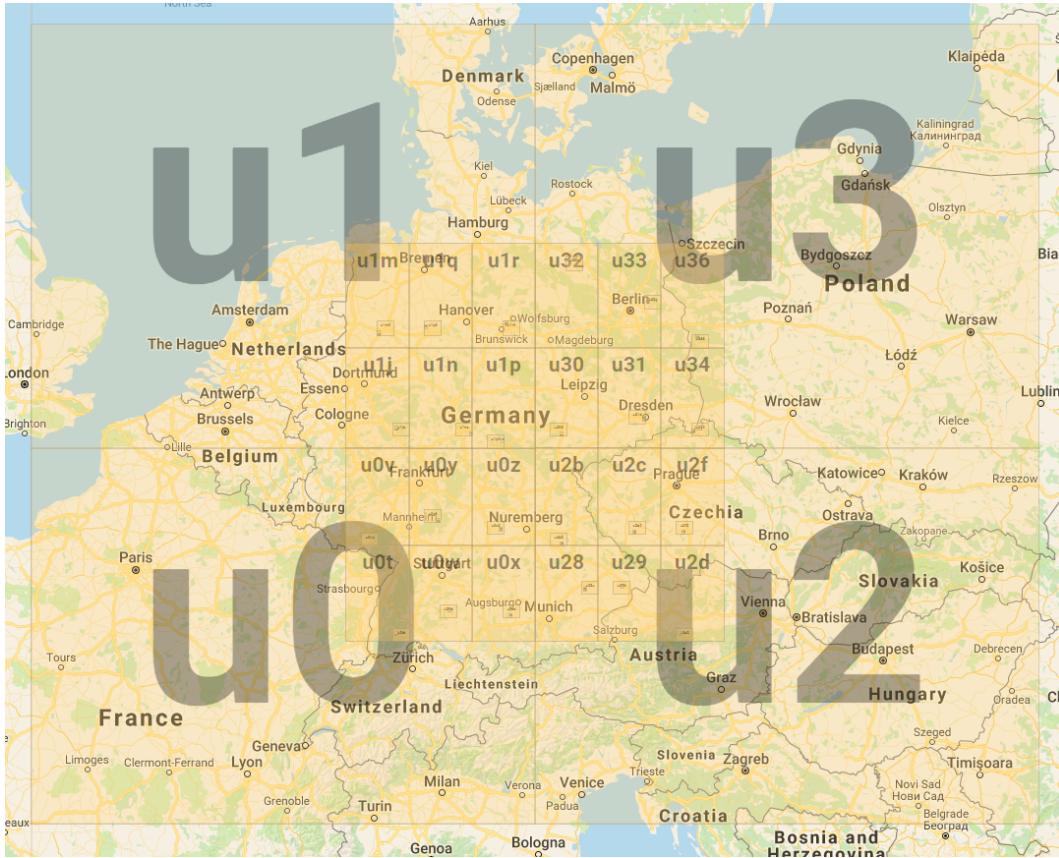 North Sea
Aarhus
Copenhagen
Klaipėda
Denmark
Sjælland
Malmö
Odense
u1
u3
Kaliningrad
Калининград
Gdynia
Kiel
Gdańsk
Rostock
Lübeck
Olsztyn
Hamburg
Szczecin
Bremen
Bydgoszcz
Bia
u1m
u1q
u1r
u32
u33
u36
Poland
Berlin
Amsterdam
Hanover
Wolfsburg
Poznań
Warsaw
Cambridge
The Hague
Netherlands
Brunswick
Magdeburg
Łódź
u1j
u1n
u1p
u30
u31
u34
London
Dortmund
Essen
Leipzig
Lublin
Antwerp
Cologne
Germany
Dresden
Wrocław
Brighton
Brussels
Kielce
Lille
Belgium
u0v
u0y
u0z
u2b
u2c
u2f
Frankfurt
Prague
Katowice
Kraków
Rzeszow
Luxembourg
Mannheim
Nuremberg
Czechia
Ostrava
Zakopane
Brno
Paris
u0t
u0w
u0x
u28
u29
u2d
Stuttgart
Košice
Slovakia
Strasbourg
u0
u2
Augsburg
Munich
Vienna
Bratislava
Salzburg
Tours
Zürich
Austria
Budapest
Debrecen
Liechtenstein
Graz
Hungary
Oradea
France
Switzerland
Szeged
Geneva
Slovenia
Zagreb
Limoges
Clermont-Ferrand
Lyon
Timișoara
Trieste
Milan
Verona
Venice
Novi Sad
Нови Сад
Grenoble
Padua
Turin
Croatia
Belgrade
Београд
eaux
Genoa
Bologna
Bosnia and
Herzegovina